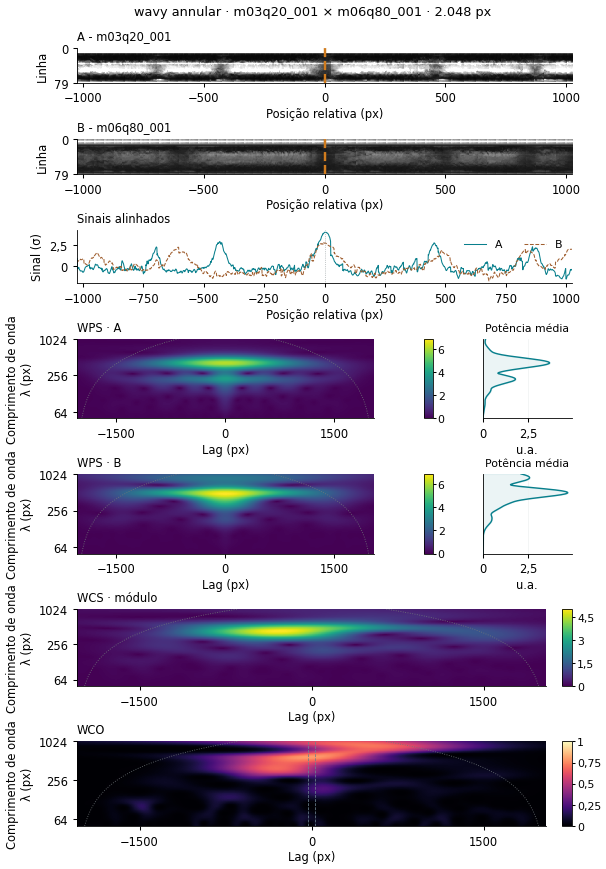 wavy annular · m03q20_001 × m06q80_001 · 2.048 px
A - m03q20_001
0
79
Linha
−1000 −500 0 500 1000
Posição relativa (px)
B - m06q80_001
0
79
Linha
−1000 −500 0 500 1000
Posição relativa (px)
Sinais alinhados
2,5
0
Sinal (σ)
A B
−1000 −750 −500 −250 0 250 500 750 1000
Posição relativa (px)
WPS · A
1024
256
64
Comprimento de onda
λ (px)
−1500 0 1500
Lag (px)
6
4
2
0
Potência média
0 2,5
u.a.
WPS · B
1024
256
64
Comprimento de onda
λ (px)
−1500 0 1500
Lag (px)
6
4
2
0
Potência média
0 2,5
u.a.
WCS · módulo
1024
256
64
Comprimento de onda
λ (px)
−1500 0 1500
Lag (px)
4,5
3
1,5
0
WCO
1024
256
64
Comprimento de onda
λ (px)
−1500 0 1500
Lag (px)
1
0,75
0,5
0,25
0